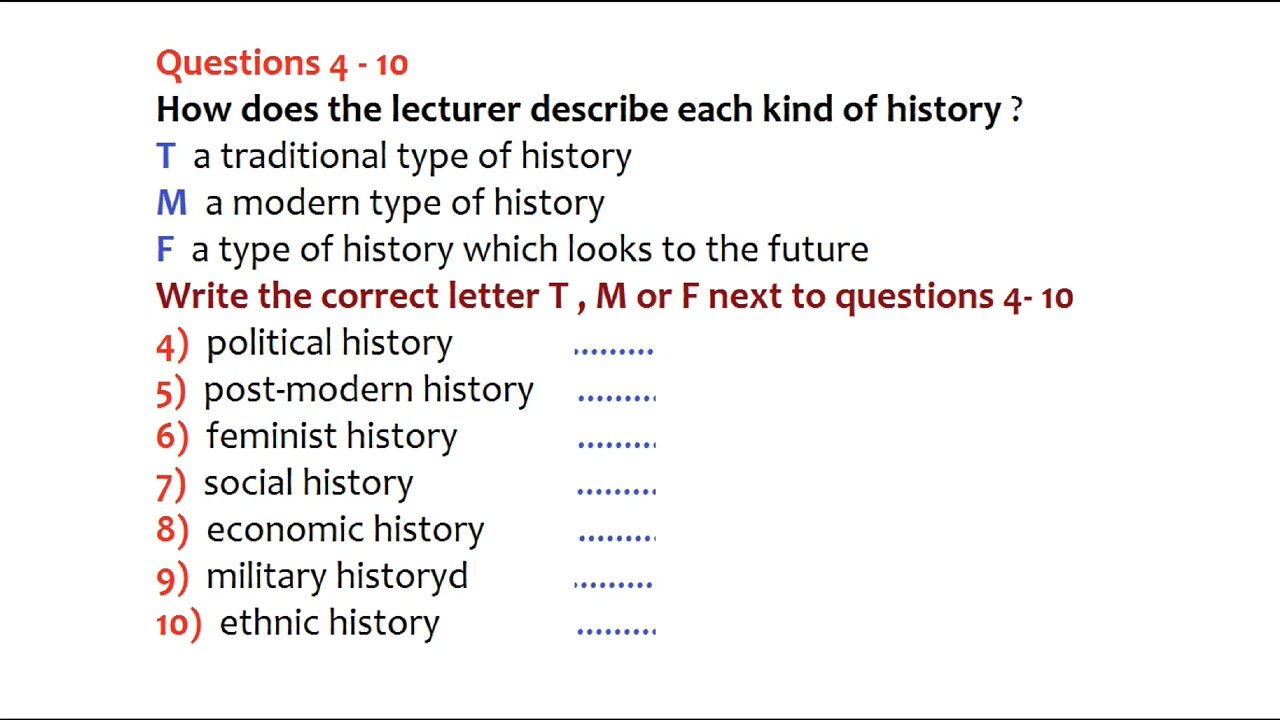 Questions 4 - 10
How does the lecturer describe each kind of history ?
T a traditional type of history
M a modern type of history
F a type of history which looks to the future
Write the correct letter T , M or F next to questions 4- 10
4) political history .........
5) post-modern history .........
6) feminist history .........
7) social history .........
8) economic history .........
9) military historyd .........
10) ethnic history .........